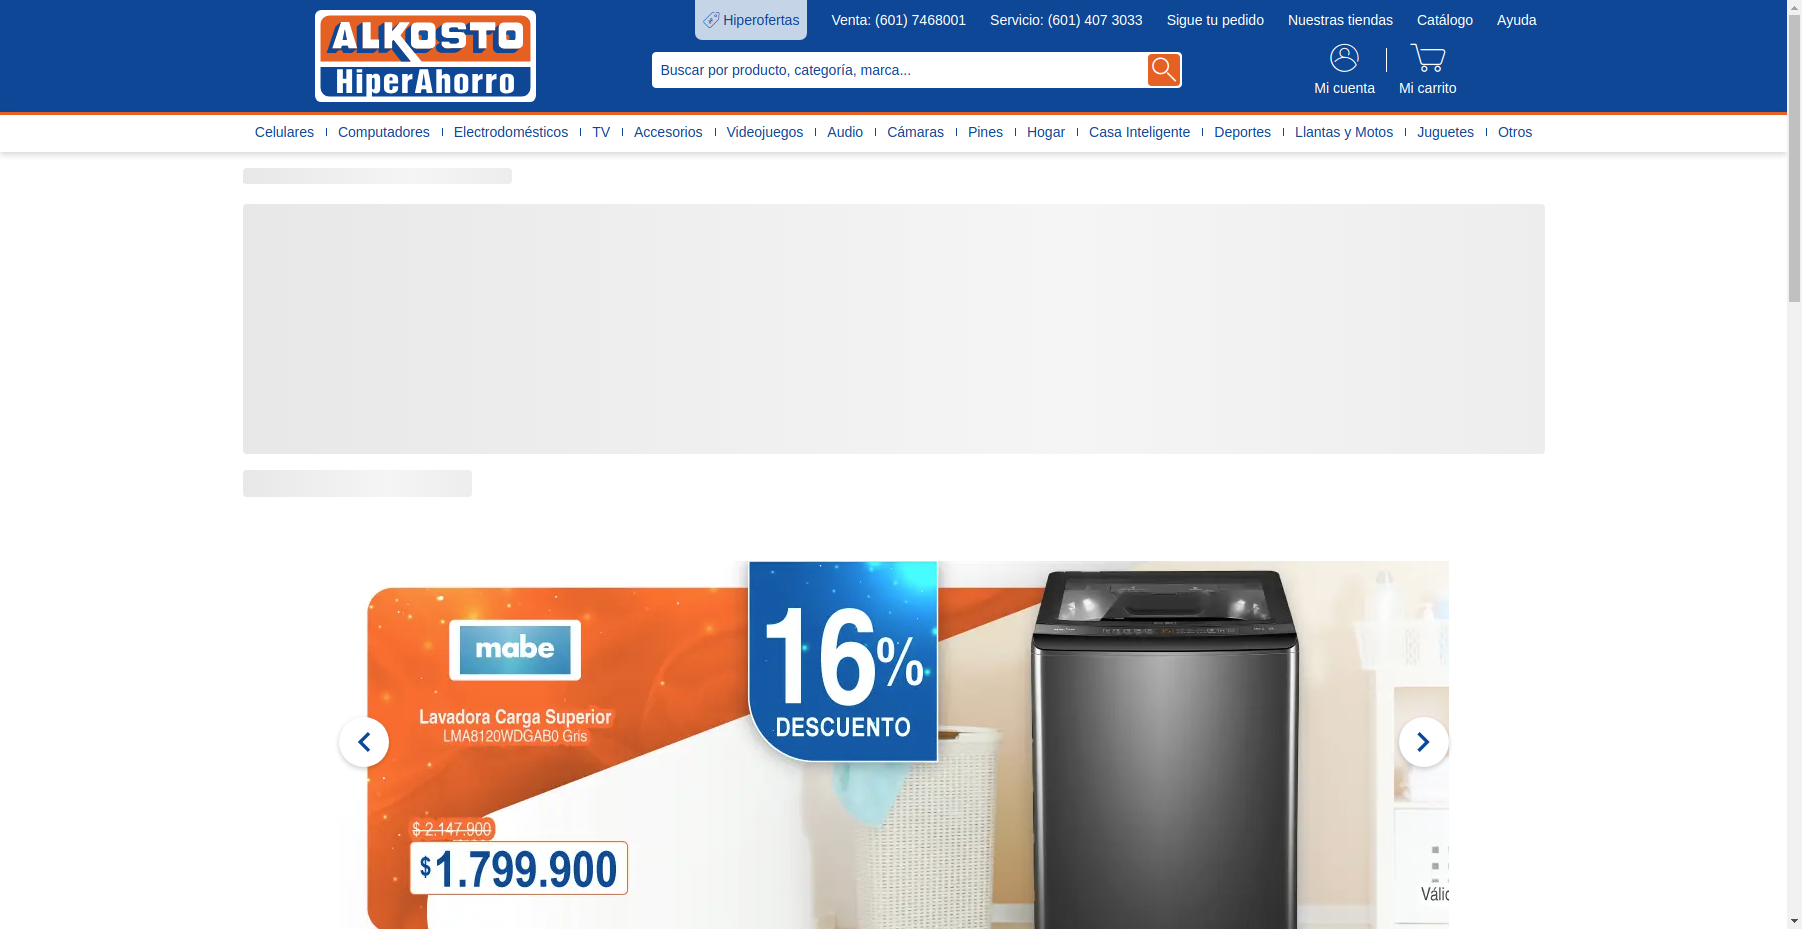 Hiperofertas
Venta: (601) 7468001
Servicio: (601) 407 3033
Sigue tu pedido
Nuestras tiendas
Catálogo
Ayuda
ALKOSTO
HiperAhorro
Buscar por producto, categoría, marca...
Mi cuenta
Mi carrito
Celulares
Computadores
Electrodomésticos
TV
Accesorios
Videojuegos
Audio
Cámaras
Pines
Hogar
Casa Inteligente
Deportes
Llantas y Motos
Juguetes
Otros
mabe
Lavadora Carga Superior
LMA8120WDGAB0 Gris
16%
DESCUENTO
$ 2.147.900
$1.799.900